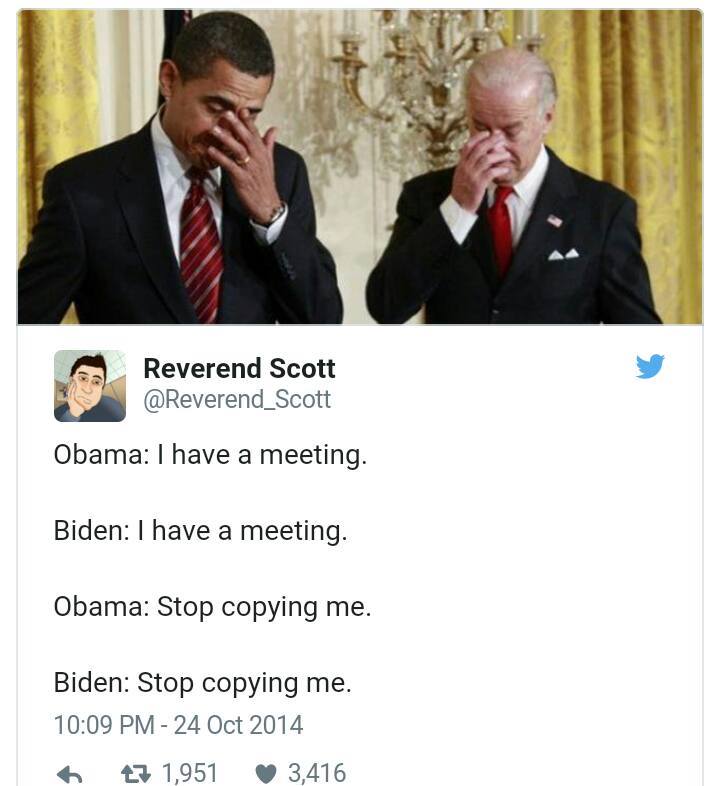 Reverend Scott
@Reverend_Scott
Obama: I have a meeting.
Biden: I have a meeting.
Obama: Stop copying me.
Biden: Stop copying me.
10:09 PM - 24 Oct 2014
1,951 3,416